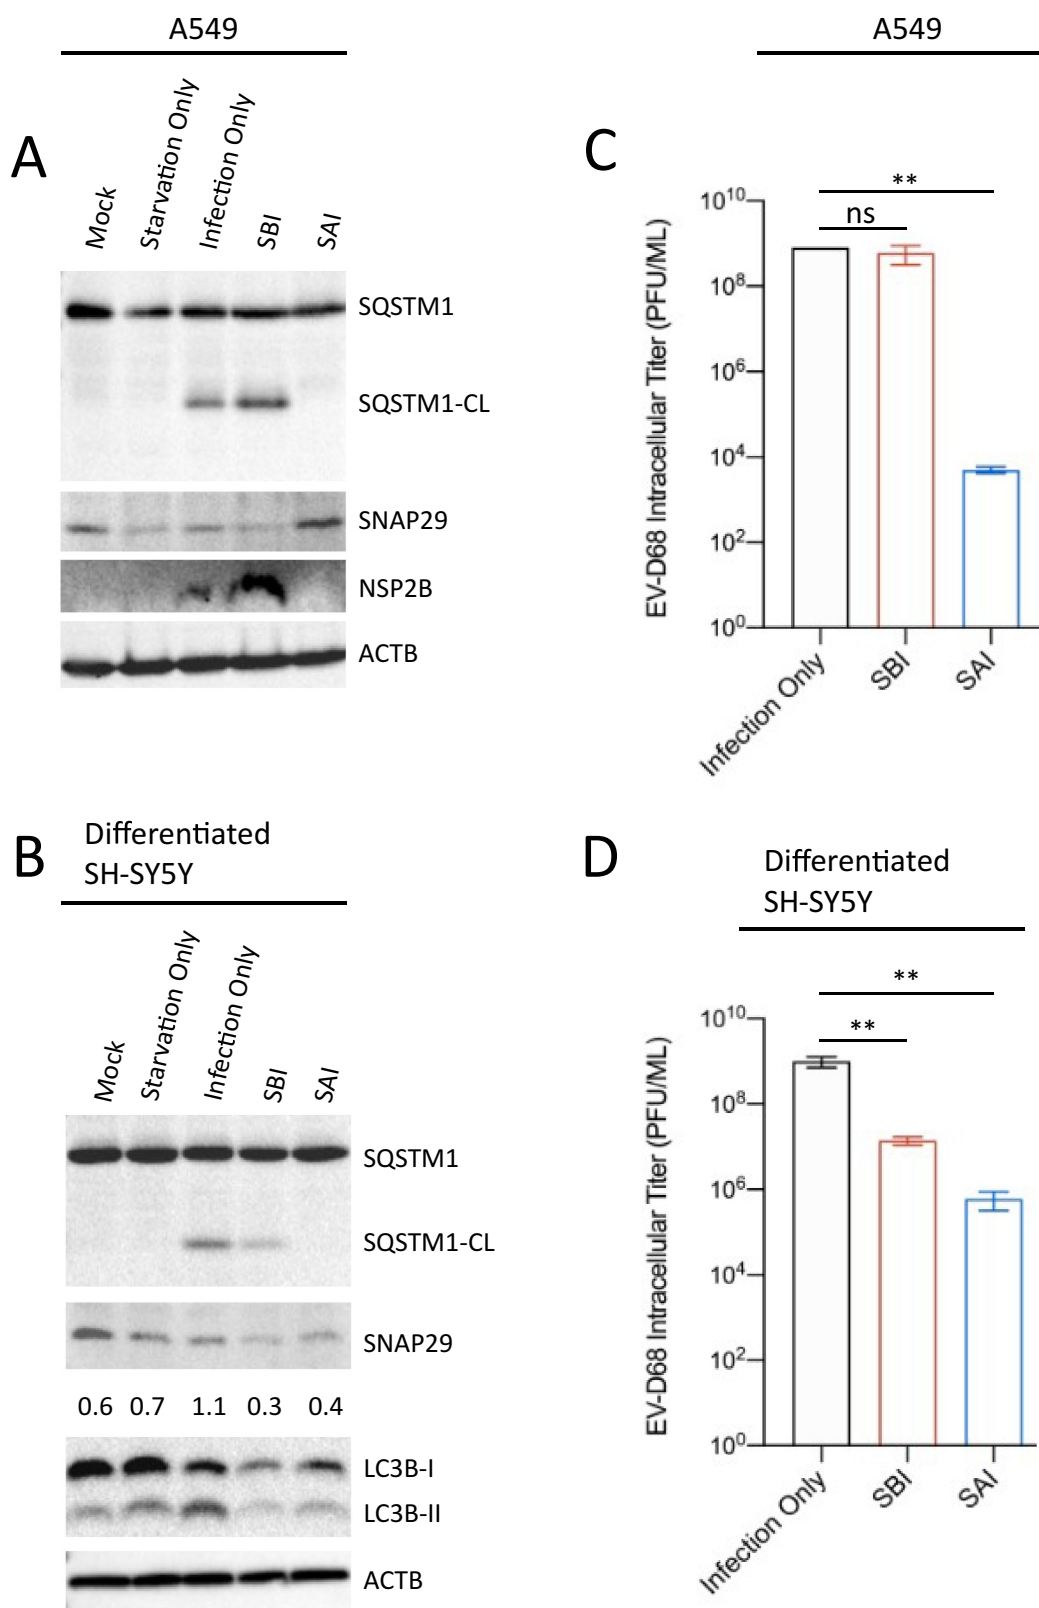 A549
A
Mock
Starvation Only
Infection Only
SBI
SAI
SQSTM1
SQSTM1-CL
SNAP29
NSP2B
ACTB
A549
C
**
ns
EV-D68 Intracellular Titer (PFU/ML)
10^10
10^8
10^6
10^4
10^2
10^0
Infection Only
SBI
SAI
B
Differentiated
SH-SY5Y
Mock
Starvation Only
Infection Only
SBI
SAI
SQSTM1
SQSTM1-CL
SNAP29
0.6 0.7 1.1 0.3 0.4
LC3B-I
LC3B-II
ACTB
D
Differentiated
SH-SY5Y
**
**
EV-D68 Intracellular Titer (PFU/ML)
10^10
10^8
10^6
10^4
10^2
10^0
Infection Only
SBI
SAI